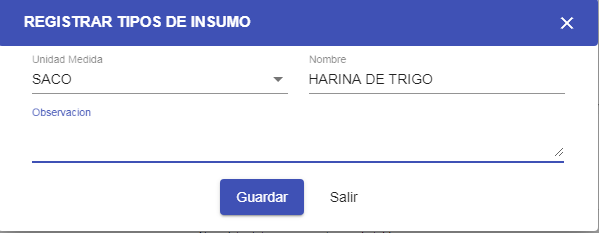 REGISTRAR TIPOS DE INSUMO
Unidad Medida
Nombre
SACO
HARINA DE TRIGO
Observacion
Guardar
Salir